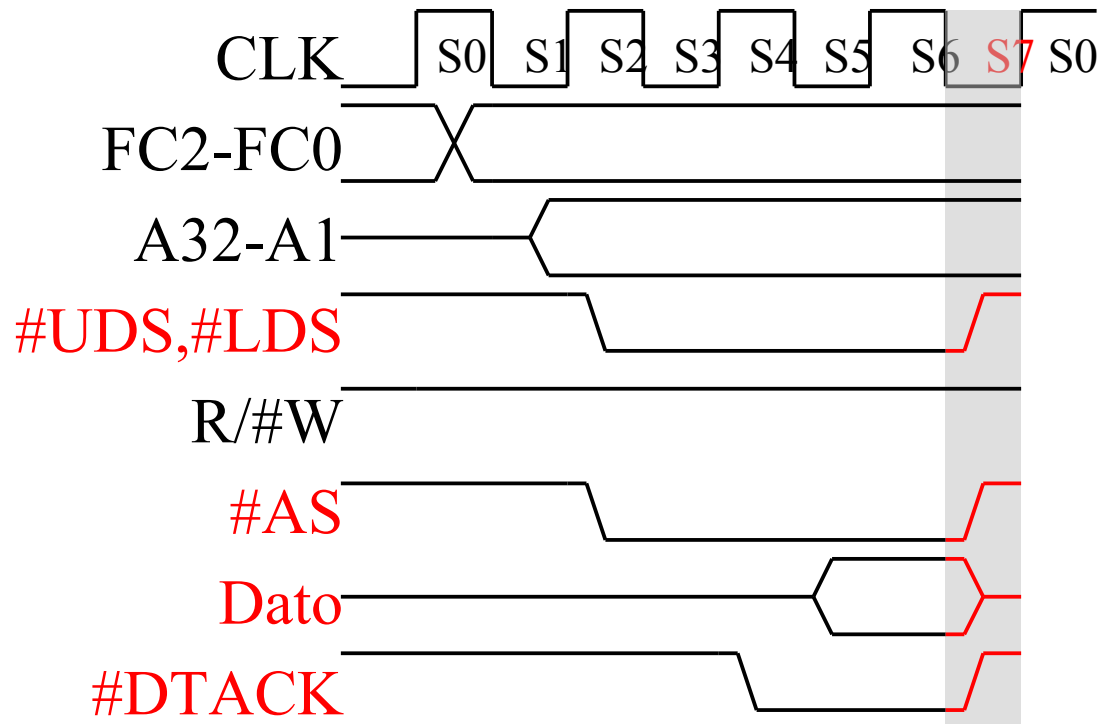 CLK S0 S1 S2 S3 S4 S5 S6 S7 S0
FC2-FC0
A32-A1
#UDS,#LDS
R/#W
#AS
Dato
#DTACK